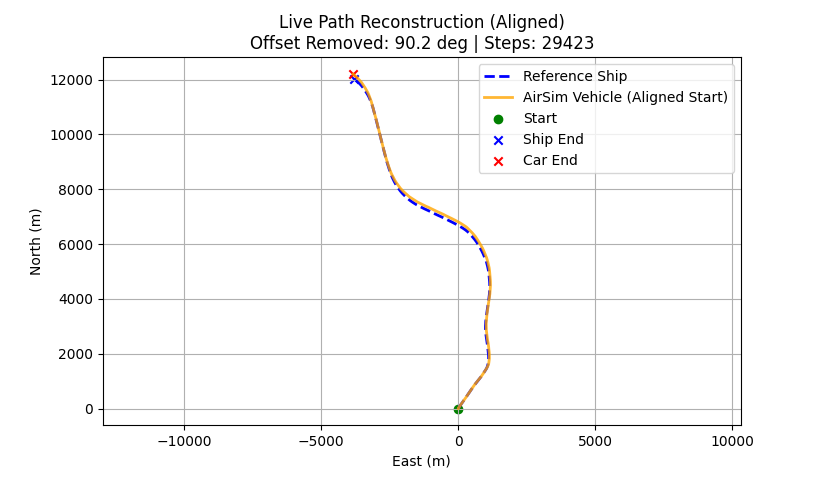 Live Path Reconstruction (Aligned)
Offset Removed: 90.2 deg | Steps: 29423
Reference Ship
AirSim Vehicle (Aligned Start)
Start
Ship End
Car End
North (m)
12000
10000
8000
6000
4000
2000
0
−10000
−5000
0
5000
10000
East (m)